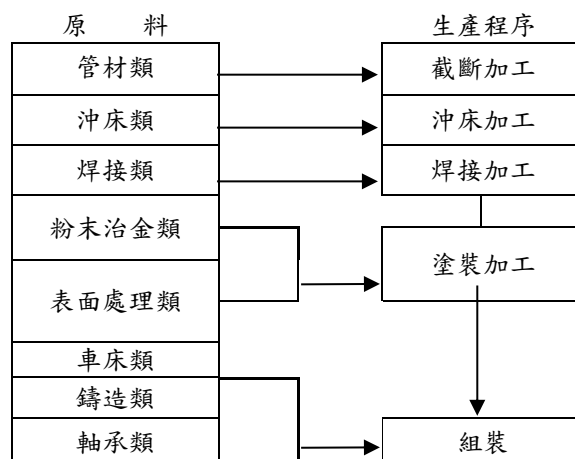 原 料 生產程序
管材類 截斷加工
沖床類 沖床加工
焊接類 焊接加工
粉末治金類
塗裝加工
表面處理類
車床類
鑄造類
軸承類 組裝